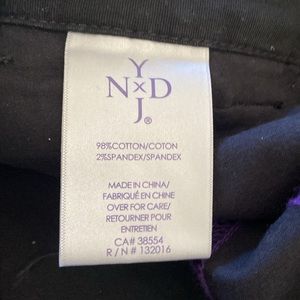 Y
N×D
J®
98%COTTON/COTON
2%SPANDEX/SPANDEX
MADE IN CHINA/
FABRIQUÉ EN CHINE
OVER FOR CARE/
RETOURNER POUR
ENTRETIEN
CA# 38554
R / N # 132016